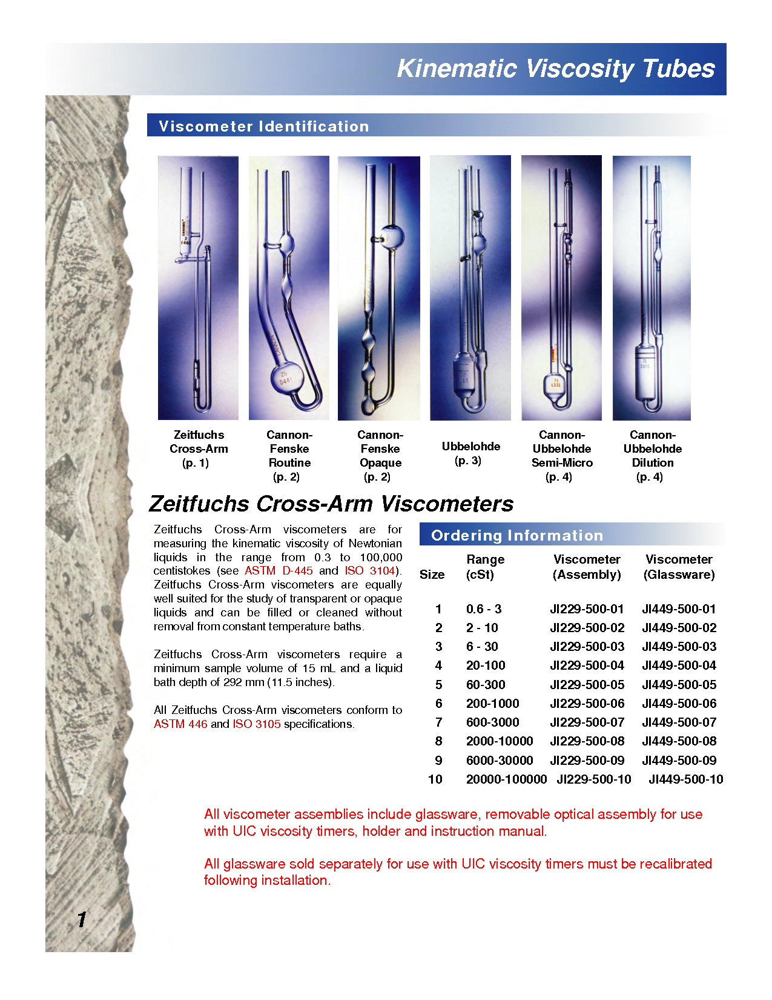 Kinematic Viscosity Tubes
Viscometer Identification
Zeitfuchs
Cross-Arm
(p. 1)
Cannon-
Fenske
Routine
(p. 2)
Cannon-
Fenske
Opaque
(p. 2)
Ubbelohde
(p. 3)
Cannon-
Ubbelohde
Semi-Micro
(p. 4)
Cannon-
Ubbelohde
Dilution
(p. 4)
Zeitfuchs Cross-Arm Viscometers
Zeitfuchs Cross-Arm viscometers are for
measuring the kinematic viscosity of Newtonian
liquids in the range from 0.3 to 100,000
centistokes (see ASTM D-445 and ISO 3104).
Zeitfuchs Cross-Arm viscometers are equally
well suited for the study of transparent or opaque
liquids and can be filled or cleaned without
removal from constant temperature baths.
Zeitfuchs Cross-Arm viscometers require a
minimum sample volume of 15 mL and a liquid
bath depth of 292 mm (11.5 inches).
All Zeitfuchs Cross-Arm viscometers conform to
ASTM 446 and ISO 3105 specifications.
Ordering Information
Range Viscometer Viscometer
Size (cSt) (Assembly) (Glassware)
1 0.6 - 3 JI229-500-01 JI449-500-01
2 2 - 10 JI229-500-02 JI449-500-02
3 6 - 30 JI229-500-03 JI449-500-03
4 20-100 JI229-500-04 JI449-500-04
5 60-300 JI229-500-05 JI449-500-05
6 200-1000 JI229-500-06 JI449-500-06
7 600-3000 JI229-500-07 JI449-500-07
8 2000-10000 JI229-500-08 JI449-500-08
9 6000-30000 JI229-500-09 JI449-500-09
10 20000-100000 JI229-500-10 JI449-500-10
All viscometer assemblies include glassware, removable optical assembly for use
with UIC viscosity timers, holder and instruction manual.
All glassware sold separately for use with UIC viscosity timers must be recalibrated
following installation.
1